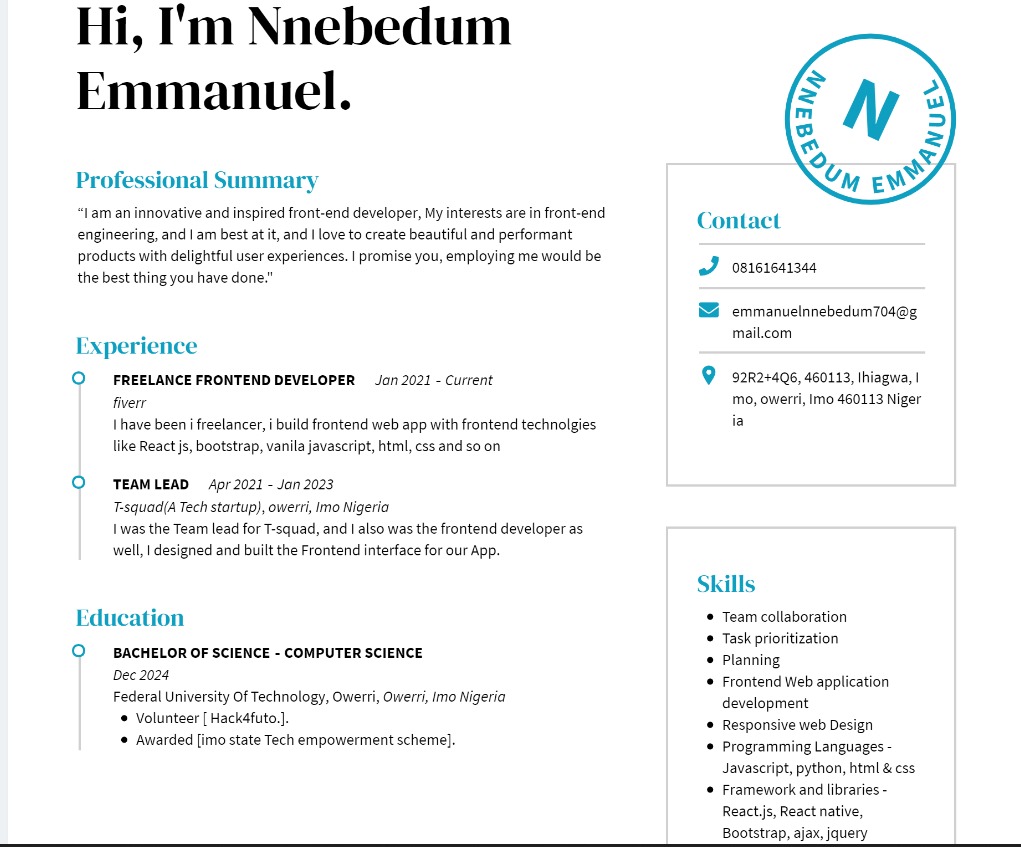 Hi, I'm Nnebedum
Emmanuel.
Professional Summary
“I am an innovative and inspired front-end developer, My interests are in front-end
engineering, and I am best at it, and I love to create beautiful and performant
products with delightful user experiences. I promise you, employing me would be
the best thing you have done."
Experience
FREELANCE FRONTEND DEVELOPER Jan 2021 - Current
fiverr
I have been i freelancer, i build frontend web app with frontend technolgies
like React js, bootstrap, vanila javascript, html, css and so on
TEAM LEAD Apr 2021 - Jan 2023
T-squad(A Tech startup), owerri, Imo Nigeria
I was the Team lead for T-squad, and I also was the frontend developer as
well, I designed and built the Frontend interface for our App.
Education
BACHELOR OF SCIENCE - COMPUTER SCIENCE
Dec 2024
Federal University Of Technology, Owerri, Owerri, Imo Nigeria
Volunteer [ Hack4futo.].
Awarded [imo state Tech empowerment scheme].
N
NNEBEDUM EMMANUEL
Contact
08161641344
emmanuelnnebedum704@g
mail.com
92R2+4Q6, 460113, Ihiagwa, I
mo, owerri, Imo 460113 Niger
ia
Skills
Team collaboration
Task prioritization
Planning
Frontend Web application
development
Responsive web Design
Programming Languages -
Javascript, python, html & css
Framework and libraries -
React.js, React native,
Bootstrap, ajax, jquery